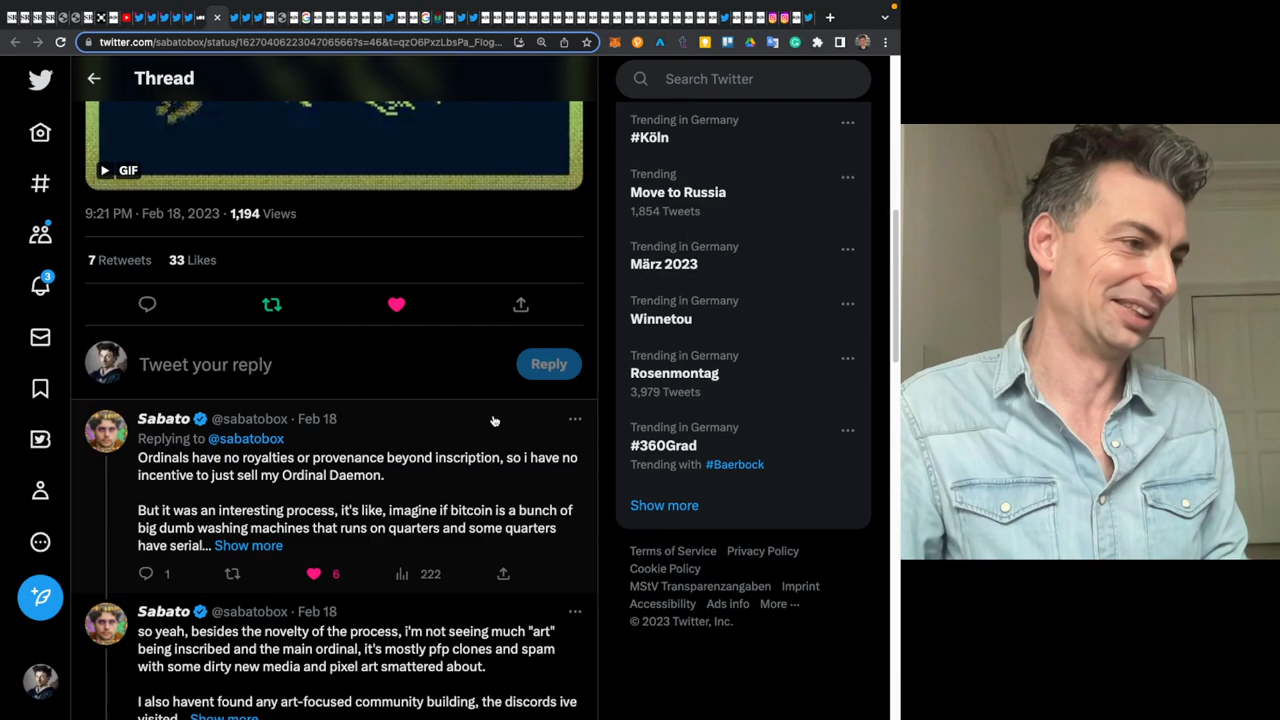 twitter.com/sabatobox/status/1627040622304706566?s=46&t=qzO6PxzLbsPa_Flog...
Thread
GIF
9:21 PM · Feb 18, 2023 · 1,194 Views
7 Retweets 33 Likes
Tweet your reply
Reply
Sabato @sabatobox · Feb 18
Replying to @sabatobox
Ordinals have no royalties or provenance beyond inscription, so i have no
incentive to just sell my Ordinal Daemon.
But it was an interesting process, it's like, imagine if bitcoin is a bunch of
big dumb washing machines that runs on quarters and some quarters
have serial... Show more
1 6 222
Sabato @sabatobox · Feb 18
so yeah, besides the novelty of the process, i'm not seeing much "art"
being inscribed and the main ordinal, it's mostly pfp clones and spam
with some dirty new media and pixel art smattered about.
I also havent found any art-focused community building, the discords ive
visited... Show more
3
Search Twitter
Trending in Germany
#Köln
Trending
Move to Russia
1,854 Tweets
Trending in Germany
März 2023
Trending in Germany
Winnetou
Trending in Germany
Rosenmontag
3,979 Tweets
Trending in Germany
#360Grad
Trending with #Baerbock
Show more
Terms of Service Privacy Policy
Cookie Policy
MStV Transparenzangaben Imprint
Accessibility Ads info More ···
© 2023 Twitter, Inc.